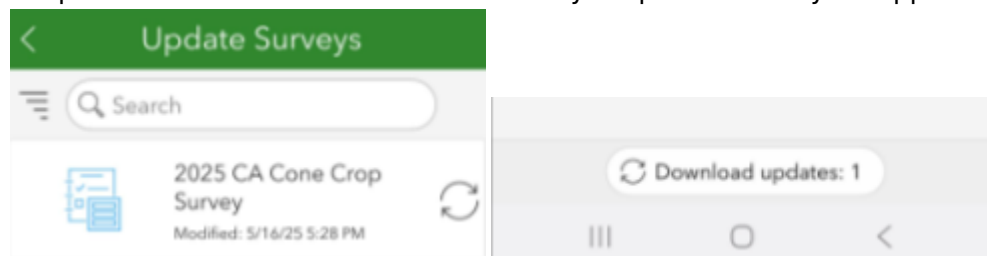 Update Surveys
Search
2025 CA Cone Crop
Survey
Modified: 5/16/25 5:28 PM
Download updates: 1